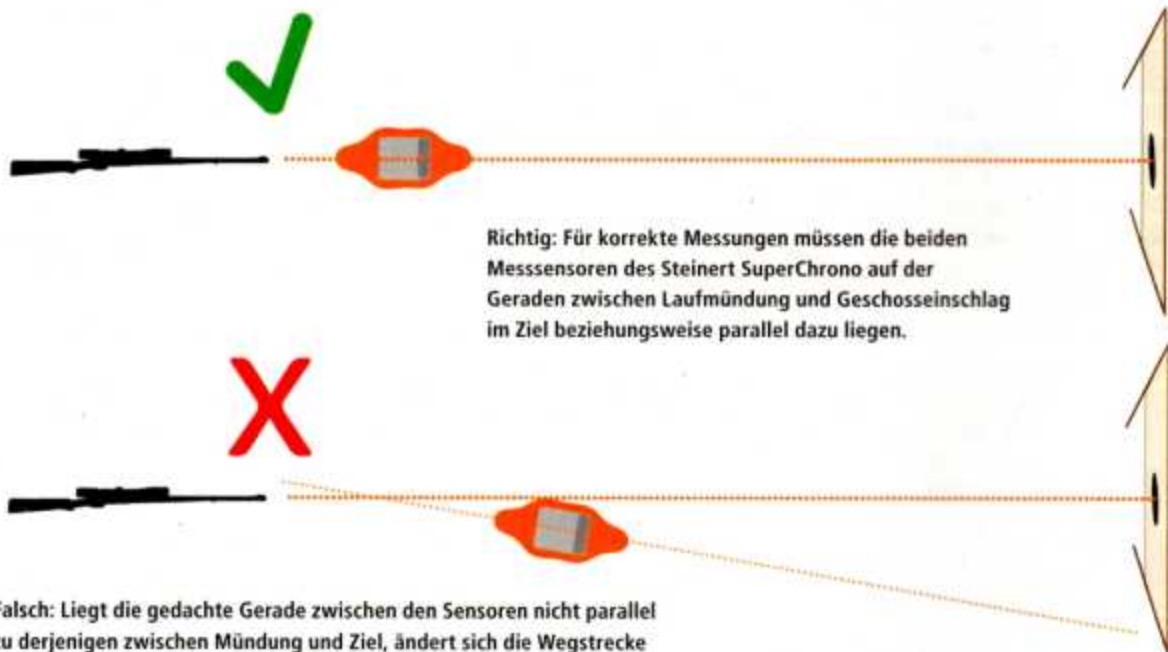 Richtig: Für korrekte Messungen müssen die beiden
Messsensoren des Steinert SuperChrono auf der
Geraden zwischen Laufmündung und Geschosseinschlag
im Ziel beziehungsweise parallel dazu liegen.
X
Falsch: Liegt die gedachte Gerade zwischen den Sensoren nicht parallel
zu derjenigen zwischen Mündung und Ziel, ändert sich die Wegstrecke